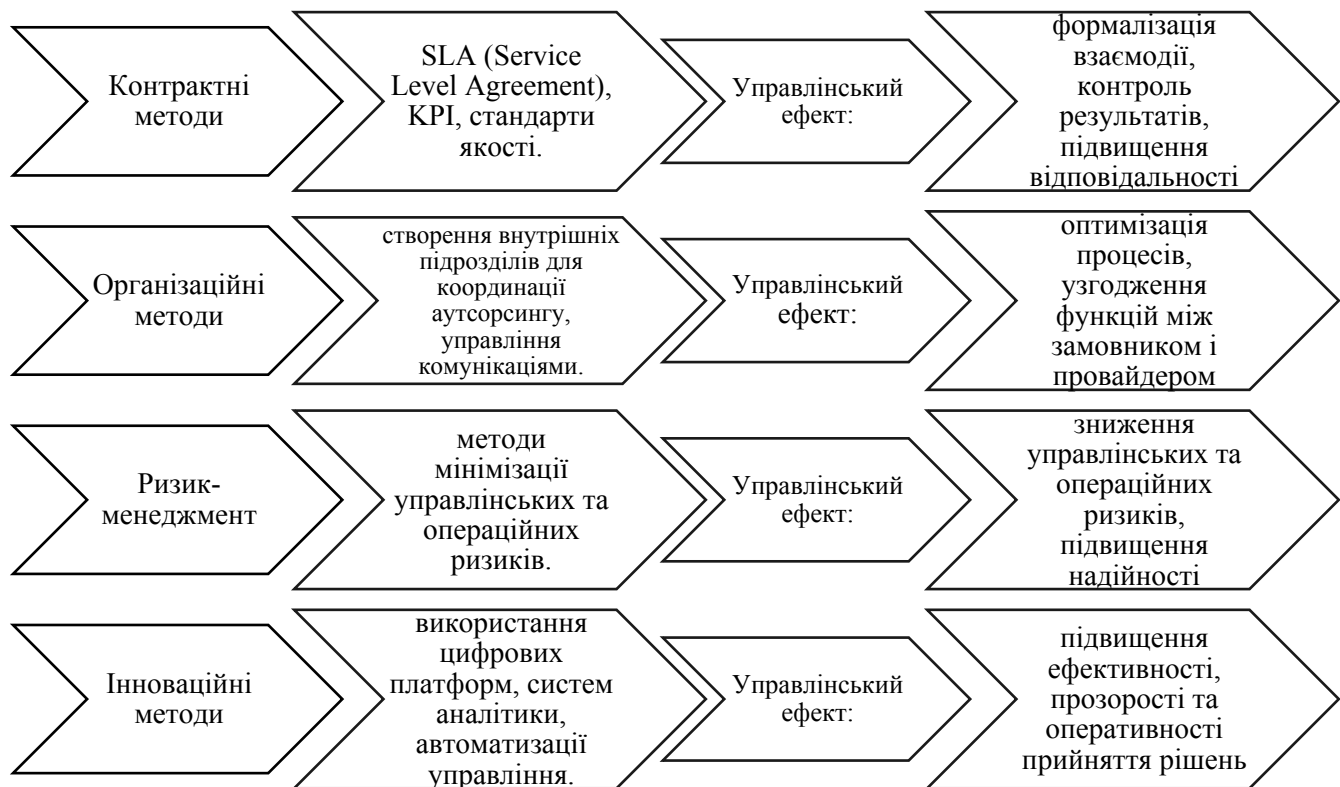 Контрактні
методи
SLA (Service
Level Agreement),
KPI, стандарти
якості.
Управлінський
ефект:
формалізація
взаємодії,
контроль
результатів,
підвищення
відповідальності
Організаційні
методи
створення внутрішніх
підрозділів для
координації
аутсорсингу,
управління
комунікаціями.
Управлінський
ефект:
оптимізація
процесів,
узгодження
функцій між
замовником і
провайдером
Ризик-
менеджмент
методи
мінімізації
управлінських та
операційних
ризиків.
Управлінський
ефект:
зниження
управлінських та
операційних
ризиків,
підвищення
надійності
Інноваційні
методи
використання
цифрових
платформ, систем
аналітики,
автоматизації
управління.
Управлінський
ефект:
підвищення
ефективності,
прозорості та
оперативності
прийняття рішень